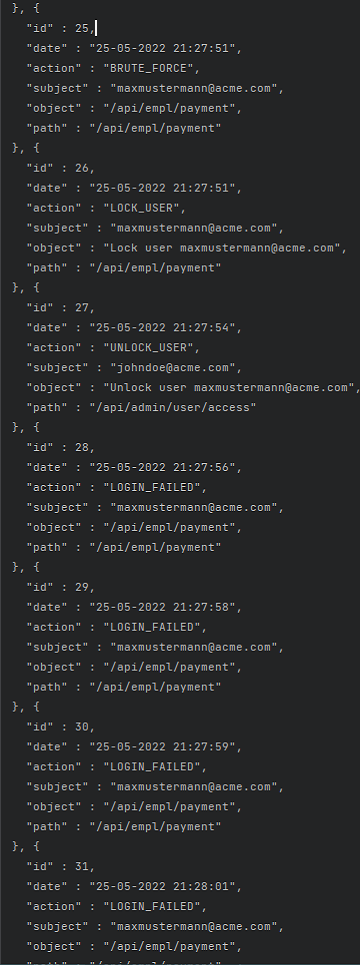 }, {
"id" : 25,
"date" : "25-05-2022 21:27:51",
"action" : "BRUTE_FORCE",
"subject" : "maxmustermann@acme.com",
"object" : "/api/empl/payment",
"path" : "/api/empl/payment"
}, {
"id" : 26,
"date" : "25-05-2022 21:27:51",
"action" : "LOCK_USER",
"subject" : "maxmustermann@acme.com",
"object" : "Lock user maxmustermann@acme.com",
"path" : "/api/empl/payment"
}, {
"id" : 27,
"date" : "25-05-2022 21:27:54",
"action" : "UNLOCK_USER",
"subject" : "johndoe@acme.com",
"object" : "Unlock user maxmustermann@acme.com",
"path" : "/api/admin/user/access"
}, {
"id" : 28,
"date" : "25-05-2022 21:27:56",
"action" : "LOGIN_FAILED",
"subject" : "maxmustermann@acme.com",
"object" : "/api/empl/payment",
"path" : "/api/empl/payment"
}, {
"id" : 29,
"date" : "25-05-2022 21:27:58",
"action" : "LOGIN_FAILED",
"subject" : "maxmustermann@acme.com",
"object" : "/api/empl/payment",
"path" : "/api/empl/payment"
}, {
"id" : 30,
"date" : "25-05-2022 21:27:59",
"action" : "LOGIN_FAILED",
"subject" : "maxmustermann@acme.com",
"object" : "/api/empl/payment",
"path" : "/api/empl/payment"
}, {
"id" : 31,
"date" : "25-05-2022 21:28:01",
"action" : "LOGIN_FAILED",
"subject" : "maxmustermann@acme.com",
"object" : "/api/empl/payment",